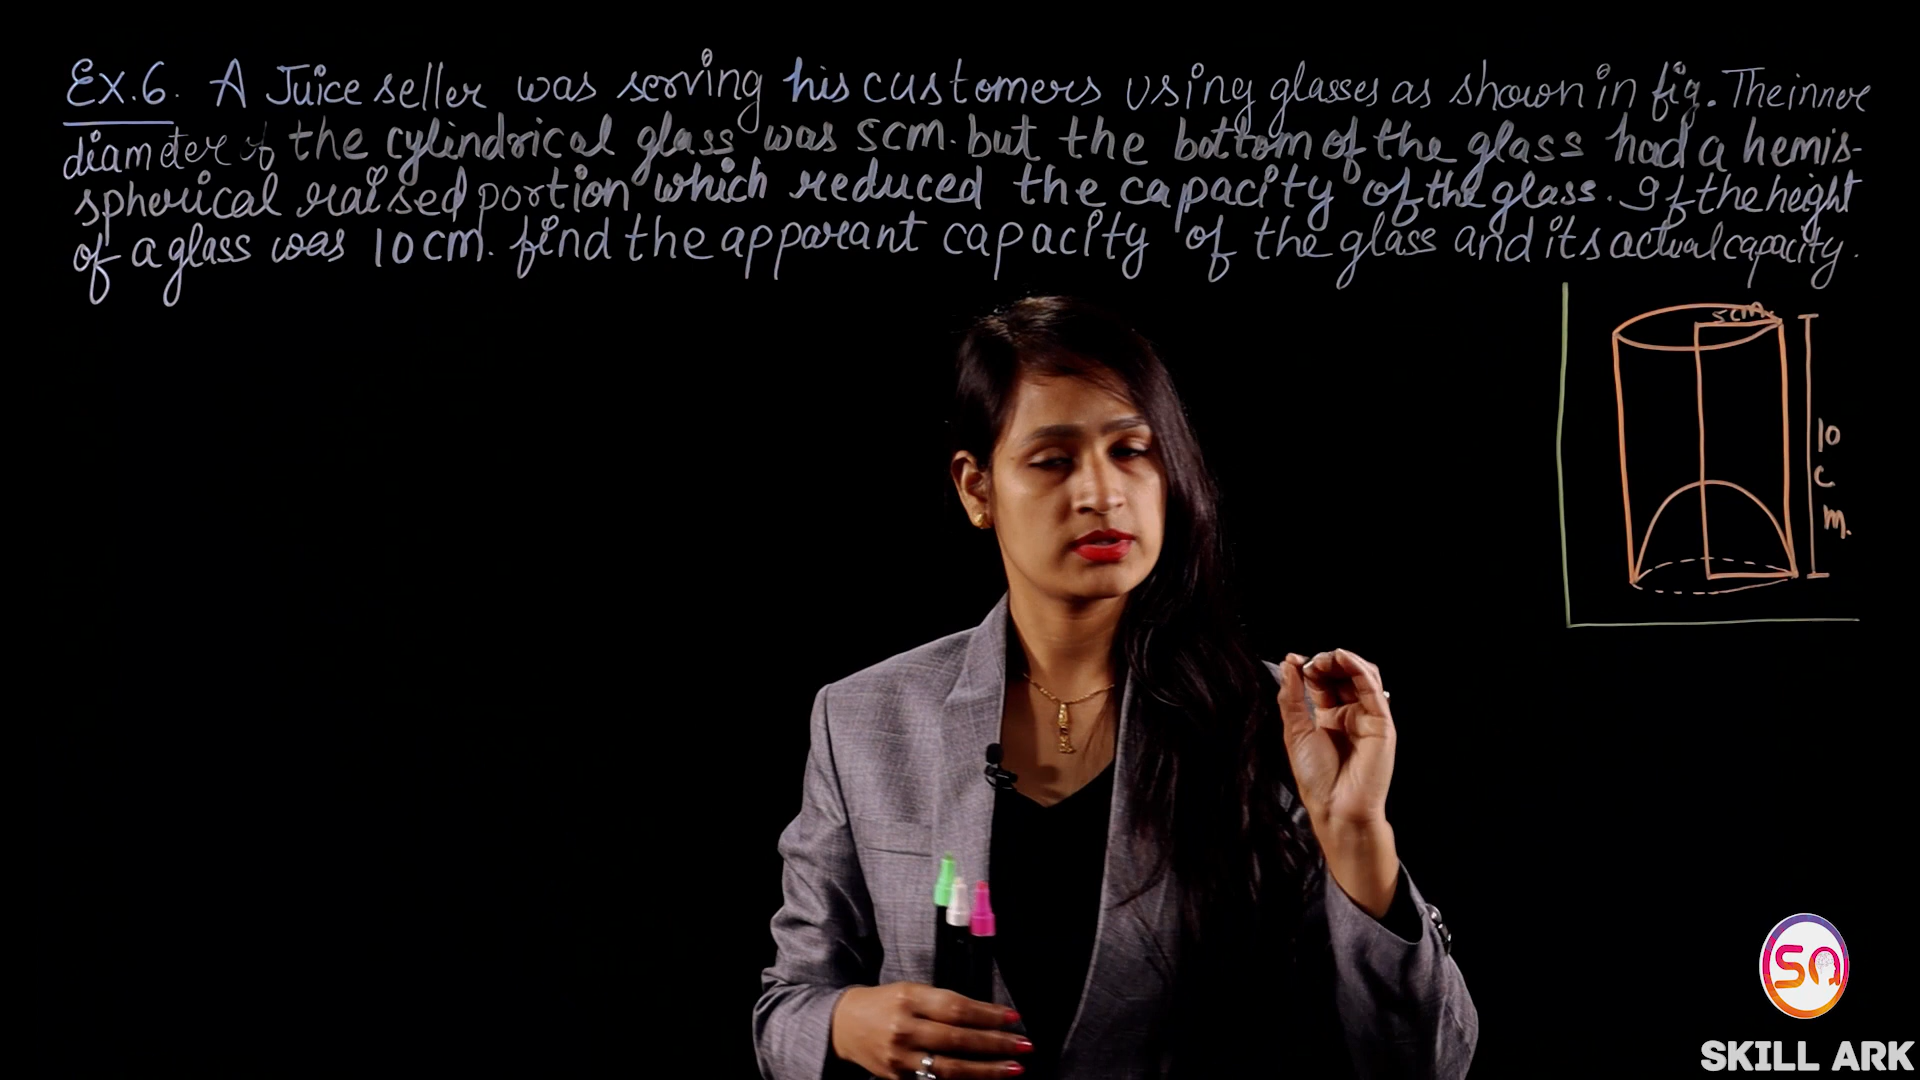 Ex.6. A Juice seller was serving his customers using glasses as shown in fig. The inner
diameter of the cylindrical glass was 5cm. but the bottom of the glass had a hemis-
spherical raised portion which reduced the capacity of the glass. If the height
of a glass was 10 cm. find the apparant capacity of the glass and its actual capacity.
5cm.
10
c
m.
SA
SKILL ARK